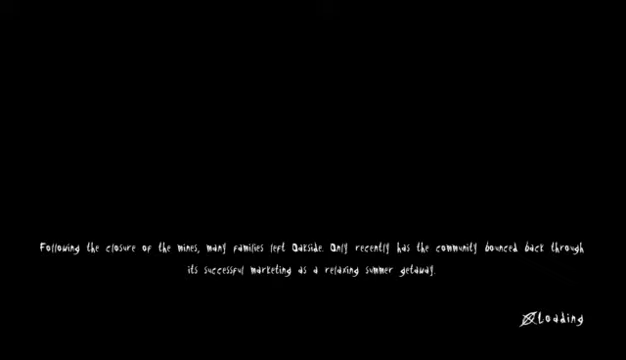 Following the closure of the mines, many families left Oakside. Only recently has the community bounced back through
its successful marketing as a relaxing summer getaway.
Loading